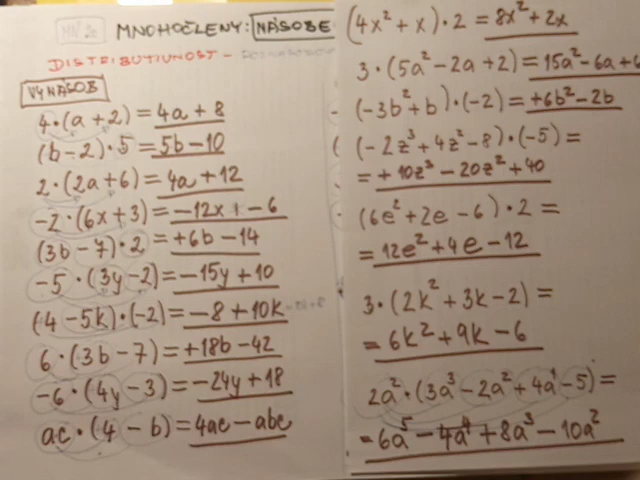 MNOHOČLENY: NÁSOBE
DISTRIBUTIVNOST -
VYNÁSOB
4·(a+2)=4a+8
(b-2)·5=5b-10
2·(2a+6)=4a+12
-2·(6x+3)=-12x+-6
(3b-7)·2=+6b-14
-5·(3y-2)=-15y+10
(4-5k)·(-2)=-8+10k
6·(3b-7)=+18b-42
-6·(4y-3)=-24y+18
ac·(4-b)=4ac-abc
(4x²+x)·2=8x²+2x
3·(5a²-2a+2)=15a²-6a+6
(-3b²+b)·(-2)=+6b²-2b
(-2z³+4z²-8)·(-5)=
=+10z³-20z²+40
(6e²+2e-6)·2=
=12e²+4e-12
3·(2k²+3k-2)=
=6k²+9k-6
2a²·(3a³-2a²+4a¹-5)=
=6a⁵-4a⁴+8a³-10a²